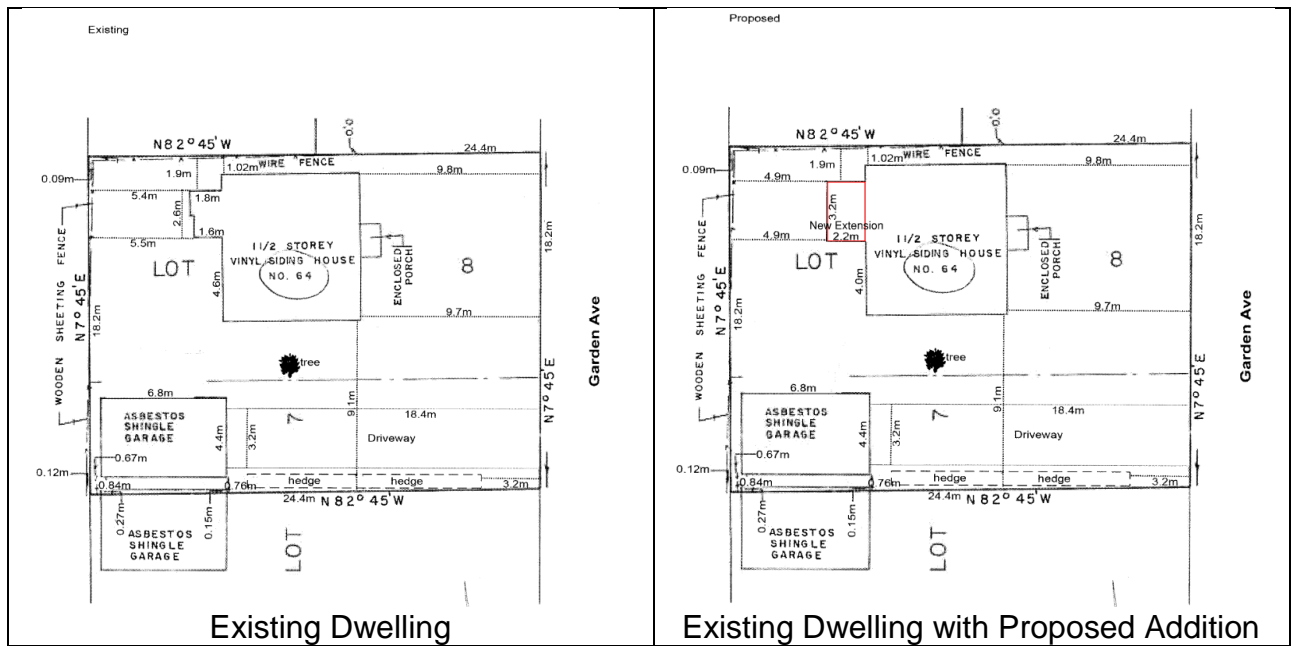 Existing
N82°45'W
24.4m
0.09m
1.9m
1.02m
WIRE FENCE
9.8m
5.4m
1.8m
2.6m
1.6m
5.5m
LOT
4.6m
1 1/2 STOREY
VINYL SIDING HOUSE
NO. 64
ENCLOSED
PORCH
8
18.2m
WOODEN SHEETING FENCE
N7°45'E
18.2m
9.7m
Garden Ave
tree
N7°45'E
6.8m
ASBESTOS
SHINGLE
GARAGE
4.4m
3.2m
7
9.1m
18.4m
Driveway
0.67m
0.12m
0.84m
0.76m
hedge
hedge
3.2m
24.4m
N82°45'W
0.27m
0.15m
ASBESTOS
SHINGLE
GARAGE
LOT
Existing Dwelling
Proposed
N82°45'W
24.4m
0.09m
1.9m
1.02m
WIRE FENCE
9.8m
4.9m
3.2m
New Extension
2.2m
4.9m
LOT
4.0m
1 1/2 STOREY
VINYL SIDING HOUSE
NO. 64
ENCLOSED
PORCH
8
18.2m
WOODEN SHEETING FENCE
N7°45'E
18.2m
9.7m
Garden Ave
tree
N7°45'E
6.8m
ASBESTOS
SHINGLE
GARAGE
4.4m
3.2m
7
9.1m
18.4m
Driveway
0.67m
0.12m
0.84m
.76m
hedge
hedge
3.2m
24.4m
N82°45'W
0.27m
0.15m
ASBESTOS
SHINGLE
GARAGE
LOT
Existing Dwelling with Proposed Addition